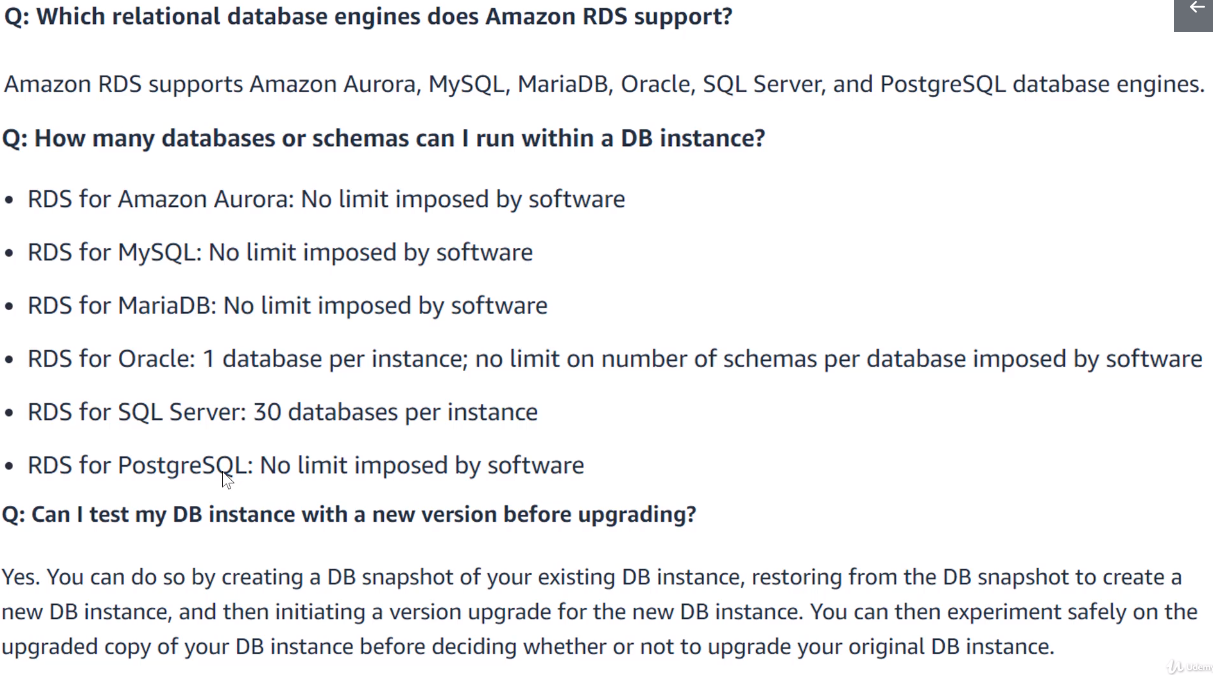 Q: Which relational database engines does Amazon RDS support?
Amazon RDS supports Amazon Aurora, MySQL, MariaDB, Oracle, SQL Server, and PostgreSQL database engines.
Q: How many databases or schemas can I run within a DB instance?
• RDS for Amazon Aurora: No limit imposed by software
• RDS for MySQL: No limit imposed by software
• RDS for MariaDB: No limit imposed by software
• RDS for Oracle: 1 database per instance; no limit on number of schemas per database imposed by software
• RDS for SQL Server: 30 databases per instance
• RDS for PostgreSQL: No limit imposed by software
Q: Can I test my DB instance with a new version before upgrading?
Yes. You can do so by creating a DB snapshot of your existing DB instance, restoring from the DB snapshot to create a
new DB instance, and then initiating a version upgrade for the new DB instance. You can then experiment safely on the
upgraded copy of your DB instance before deciding whether or not to upgrade your original DB instance.
Udemy